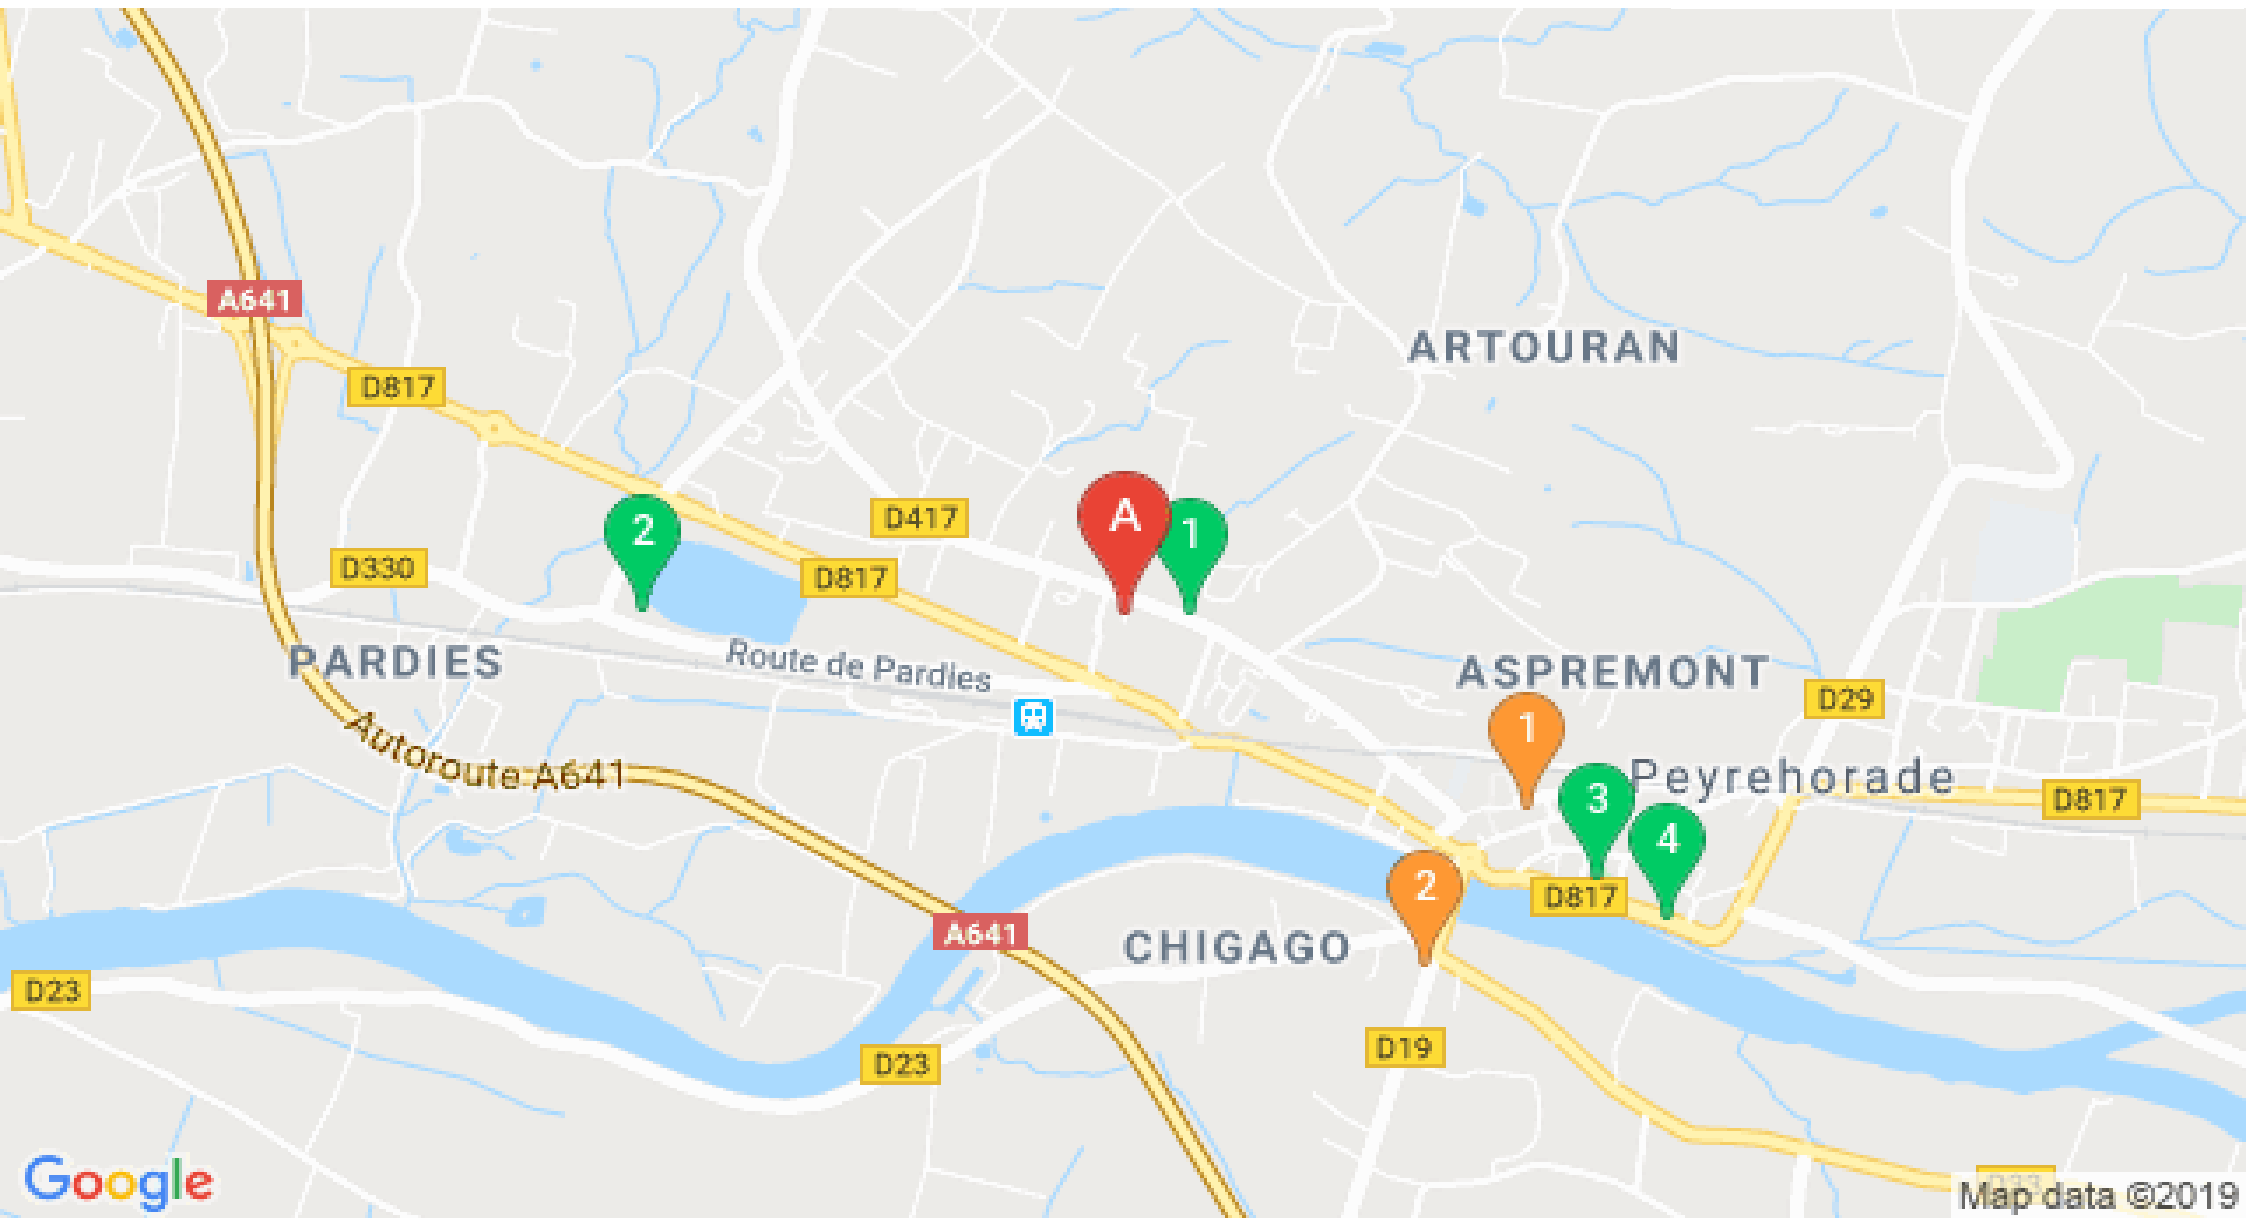 A641
ARTOURAN
D817
D417
A
1
2
D330
D817
Route de Pardies
PARDIES
ASPREMONT
D29
1
Autoroute A641
Peyrehorade
3
D817
4
2
D817
A641
CHIGAGO
D23
D19
D23
Google
Map data ©2019